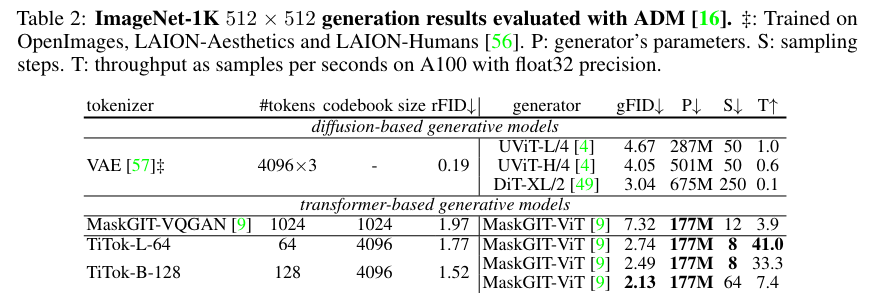 Table 2: ImageNet-1K 512 × 512 generation results evaluated with ADM [16]. ‡: Trained on
OpenImages, LAION-Aesthetics and LAION-Humans [56]. P: generator's parameters. S: sampling
steps. T: throughput as samples per seconds on A100 with float32 precision.
tokenizer #tokens codebook size rFID↓ generator gFID↓ P↓ S↓ T↑
diffusion-based generative models
UViT-L/4 [4] 4.67 287M 50 1.0
VAE [57]‡ 4096×3 - 0.19 UViT-H/4 [4] 4.05 501M 50 0.6
DiT-XL/2 [49] 3.04 675M 250 0.1
transformer-based generative models
MaskGIT-VQGAN [9] 1024 1024 1.97 MaskGIT-ViT [9] 7.32 177M 12 3.9
TiTok-L-64 64 4096 1.77 MaskGIT-ViT [9] 2.74 177M 8 41.0
TiTok-B-128 128 4096 1.52 MaskGIT-ViT [9] 2.49 177M 8 33.3
MaskGIT-ViT [9] 2.13 177M 64 7.4